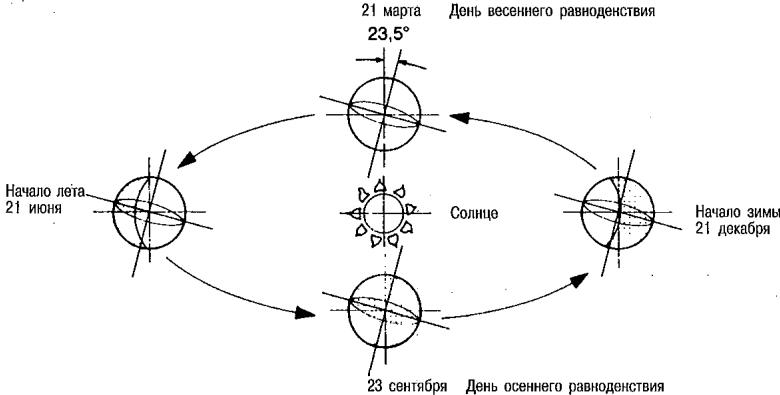 21 марта День весеннего равноденствия
23,5°
Начало лета
21 июня
Солнце
Начало зимы
21 декабря
23 сентября День осеннего равноденствия